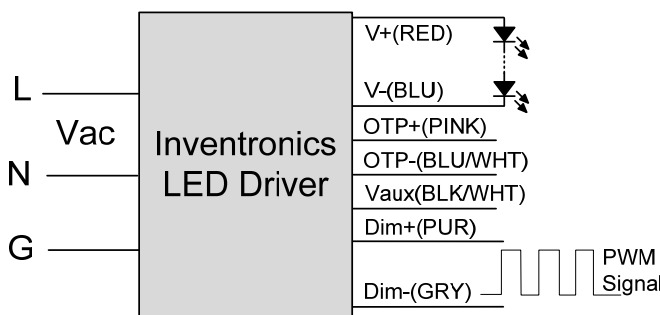 V+(RED)
L
V-(BLU)
Vac
OTP+(PINK)
Inventronics
LED Driver
OTP-(BLU/WHT)
N
Vaux(BLK/WHT)
Dim+(PUR)
G
PWM
Signal
Dim-(GRY)